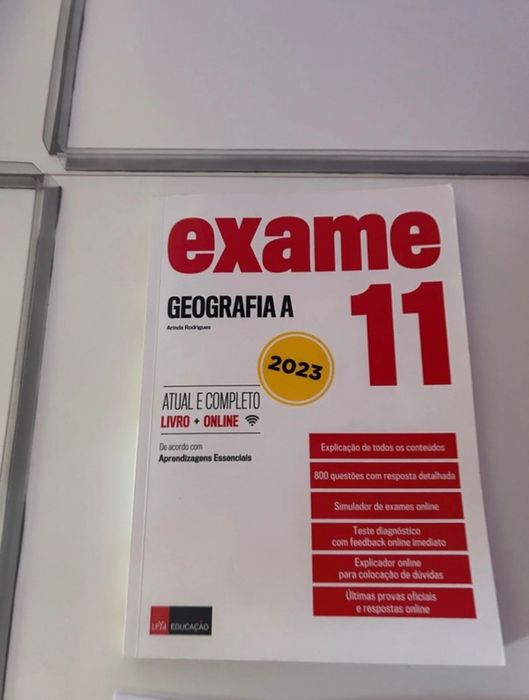 exame
11
GEOGRAFIA A
Arinda Rodrigues
2023
ATUAL E COMPLETO
LIVRO + ONLINE
De acordo com
Aprendizagens Essenciais
Explicação de todos os conteúdos
800 questões com resposta detalhada
Simulador de exames online
Teste diagnóstico
com feedback online imediato
Explicador online
para colocação de dúvidas
Últimas provas oficiais
e respostas online
LeYa EDUCAÇÃO